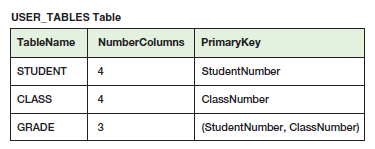 USER_TABLES Table
TableName NumberColumns PrimaryKey
STUDENT 4 StudentNumber
CLASS 4 ClassNumber
GRADE 3 (StudentNumber, ClassNumber)